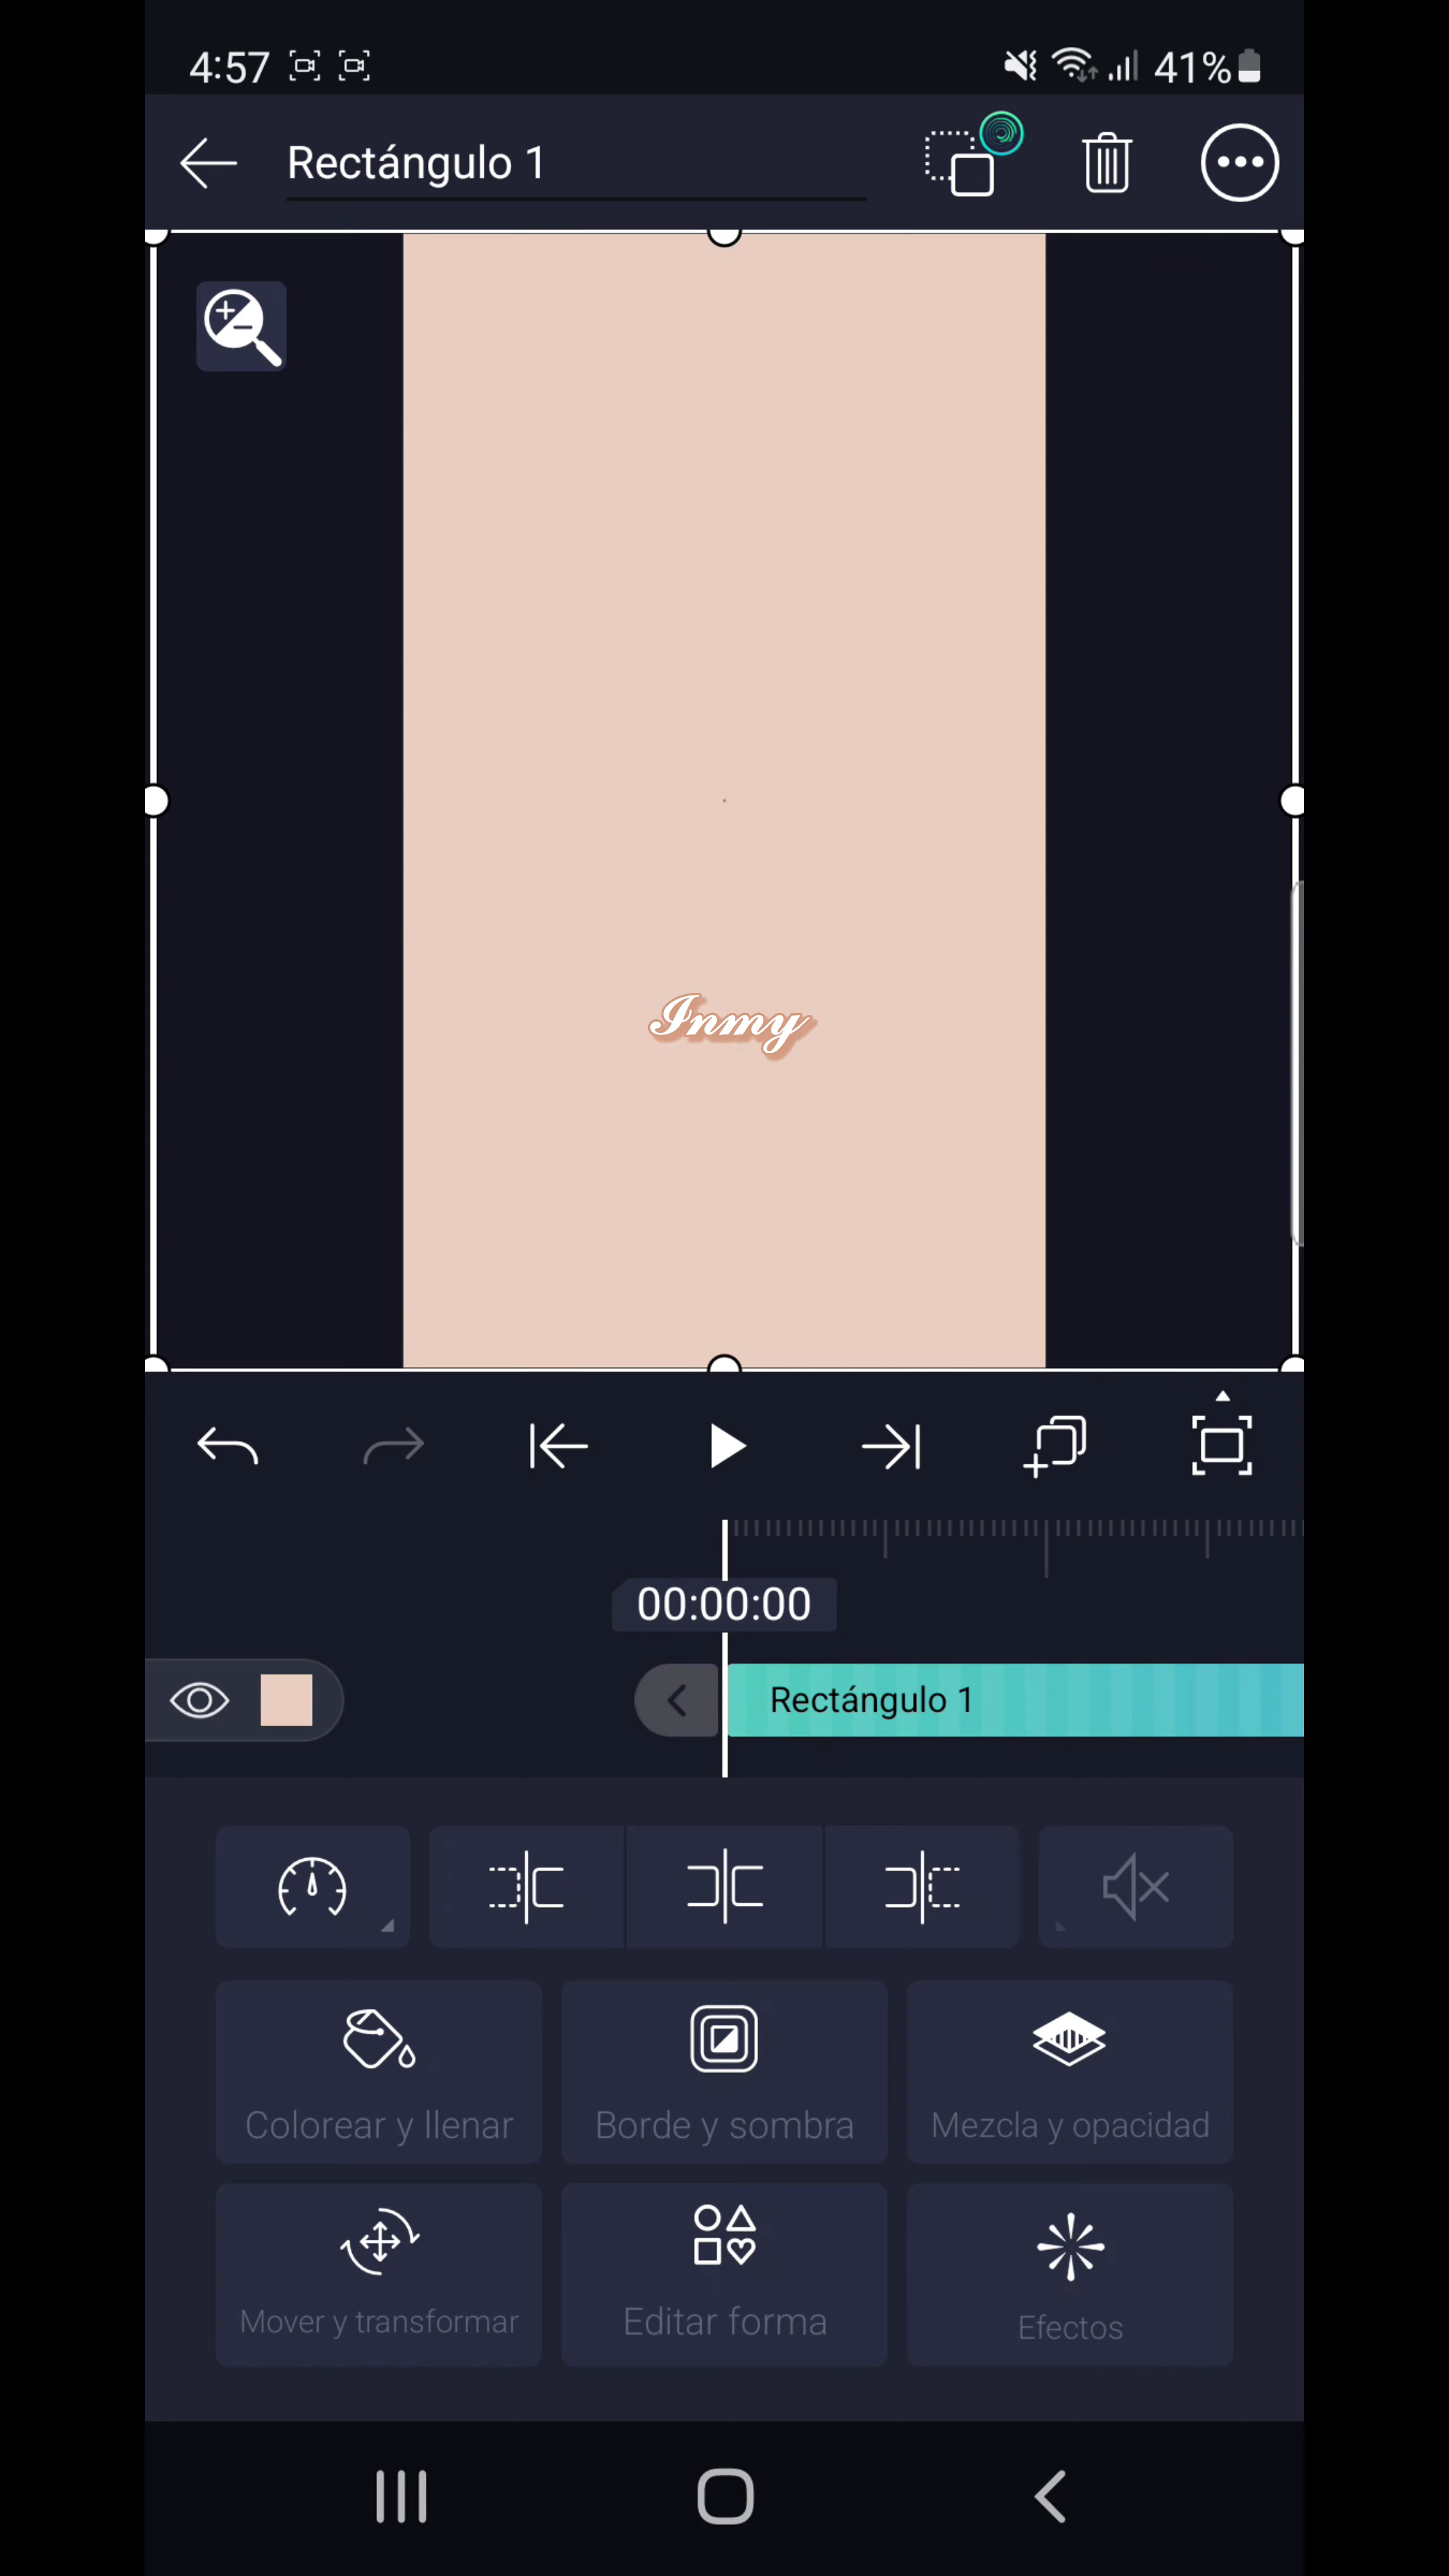 4:57
41%
Rectángulo 1
Inmy
00:00:00
Rectángulo 1
Colorear y llenar
Borde y sombra
Mezcla y opacidad
Mover y transformar
Editar forma
Efectos